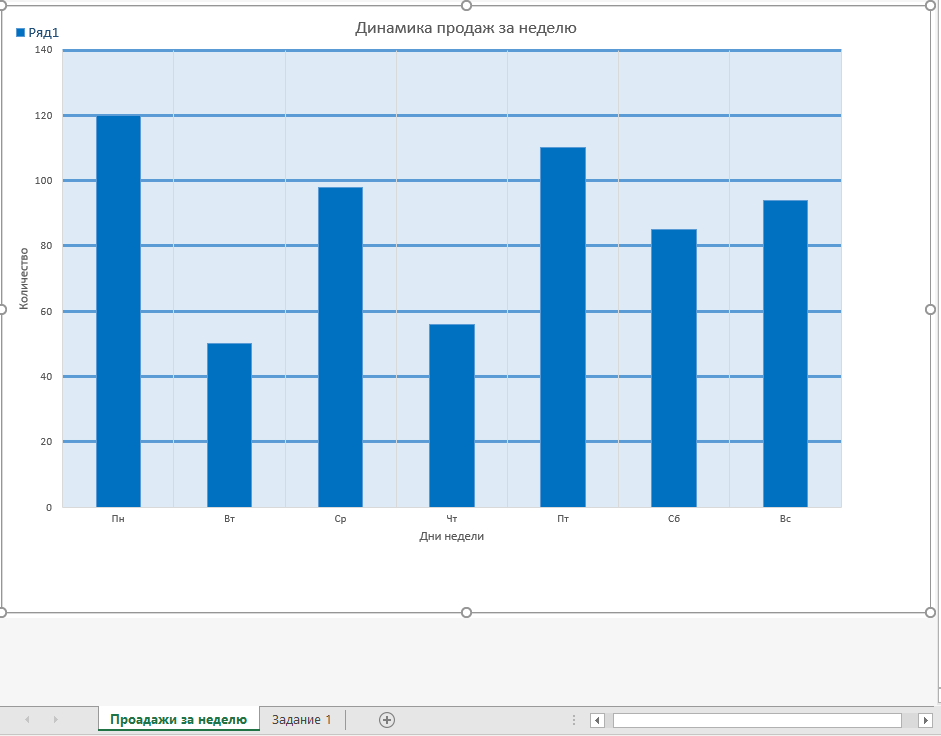 Динамика продаж за неделю
Ряд1
140
120
100
80
60
40
20
0
Количество
Пн Вт Ср Чт Пт Сб Вс
Дни недели
Проадажи за неделю Задание 1